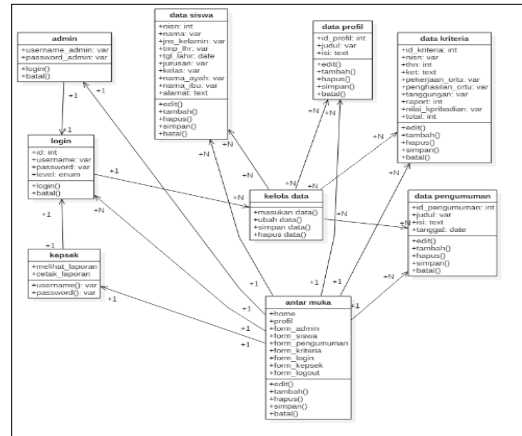 admin
+username_admin: var
+password_admin: var
+login()
+batal()
data siswa
+nisn: int
+nama: var
+jns_kelamin: var
+tmp_lhr: var
+tgl_lahr: date
+jurusan: var
+kelas: var
+nama_ayah: var
+nama_ibu: var
+alamat: text
+edit()
+tambah()
+hapus()
+simpan()
+batal()
data profil
+id_profil: int
+judul: var
+isi: text
+edit()
+tambah()
+hapus()
+simpan()
+batal()
data kriteria
+id_kriteria: int
+nisn: var
+thn: int
+ket: text
+pekerjaan_ortu: var
+penghasilan_ortu: var
+tanggungan: var
+raport: int
+nilai_kpribadian: var
+total: int
+edit()
+tambah()
+hapus()
+simpan()
+batal()
login
+id: int
+username: var
+password: var
+level: enum
+login()
+batal()
kelola data
+masukan data()
+ubah data()
+simpan data()
+hapus data()
data pengumuman
+id_pengumuman: int
+judul: var
+isi: text
+tanggal: date
+edit()
+tambah()
+hapus()
+simpan()
+batal()
kepsek
+melihat_laporan
+cetak_laporan
+username(): var
+password(): var
antar muka
+home
+profil
+form_admin
+form_siswa
+form_pengumuman
+form_kriteria
+form_login
+form_kepsek
+form_logout
+edit()
+tambah()
+hapus()
+simpan()
+batal()
+1
+1
+1
+1
+1
+1
+N
+N
+N
+N
+N
+N
+N
+N
+N
+N
+1
+1
+1
+1
+1
+1
+1